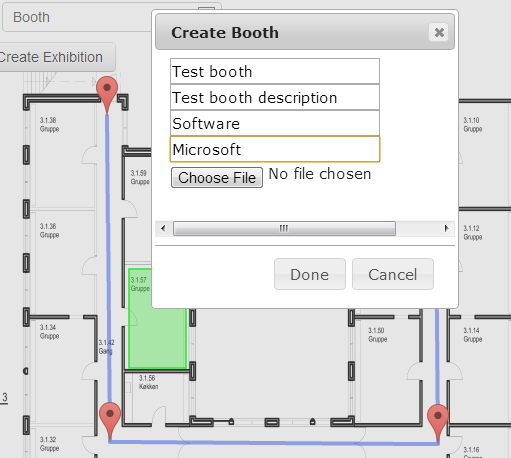 Booth
Create Exhibition
Create Booth
Test booth
Test booth description
Software
Microsoft
Choose File No file chosen
Done
Cancel
3.1.38
Gruppe
3.1.59
Gruppe
3.1.10
Gruppe
3.1.36
Gruppe
3.1.12
Gruppe
3.1.57
Gruppe
3.1.34
Gruppe
3.1.42
Gang
3.1.50
Gruppe
3.1.14
Gruppe
3.1.56
Køkken
3
3.1.32
Gruppe
3.1.16
Gruppe